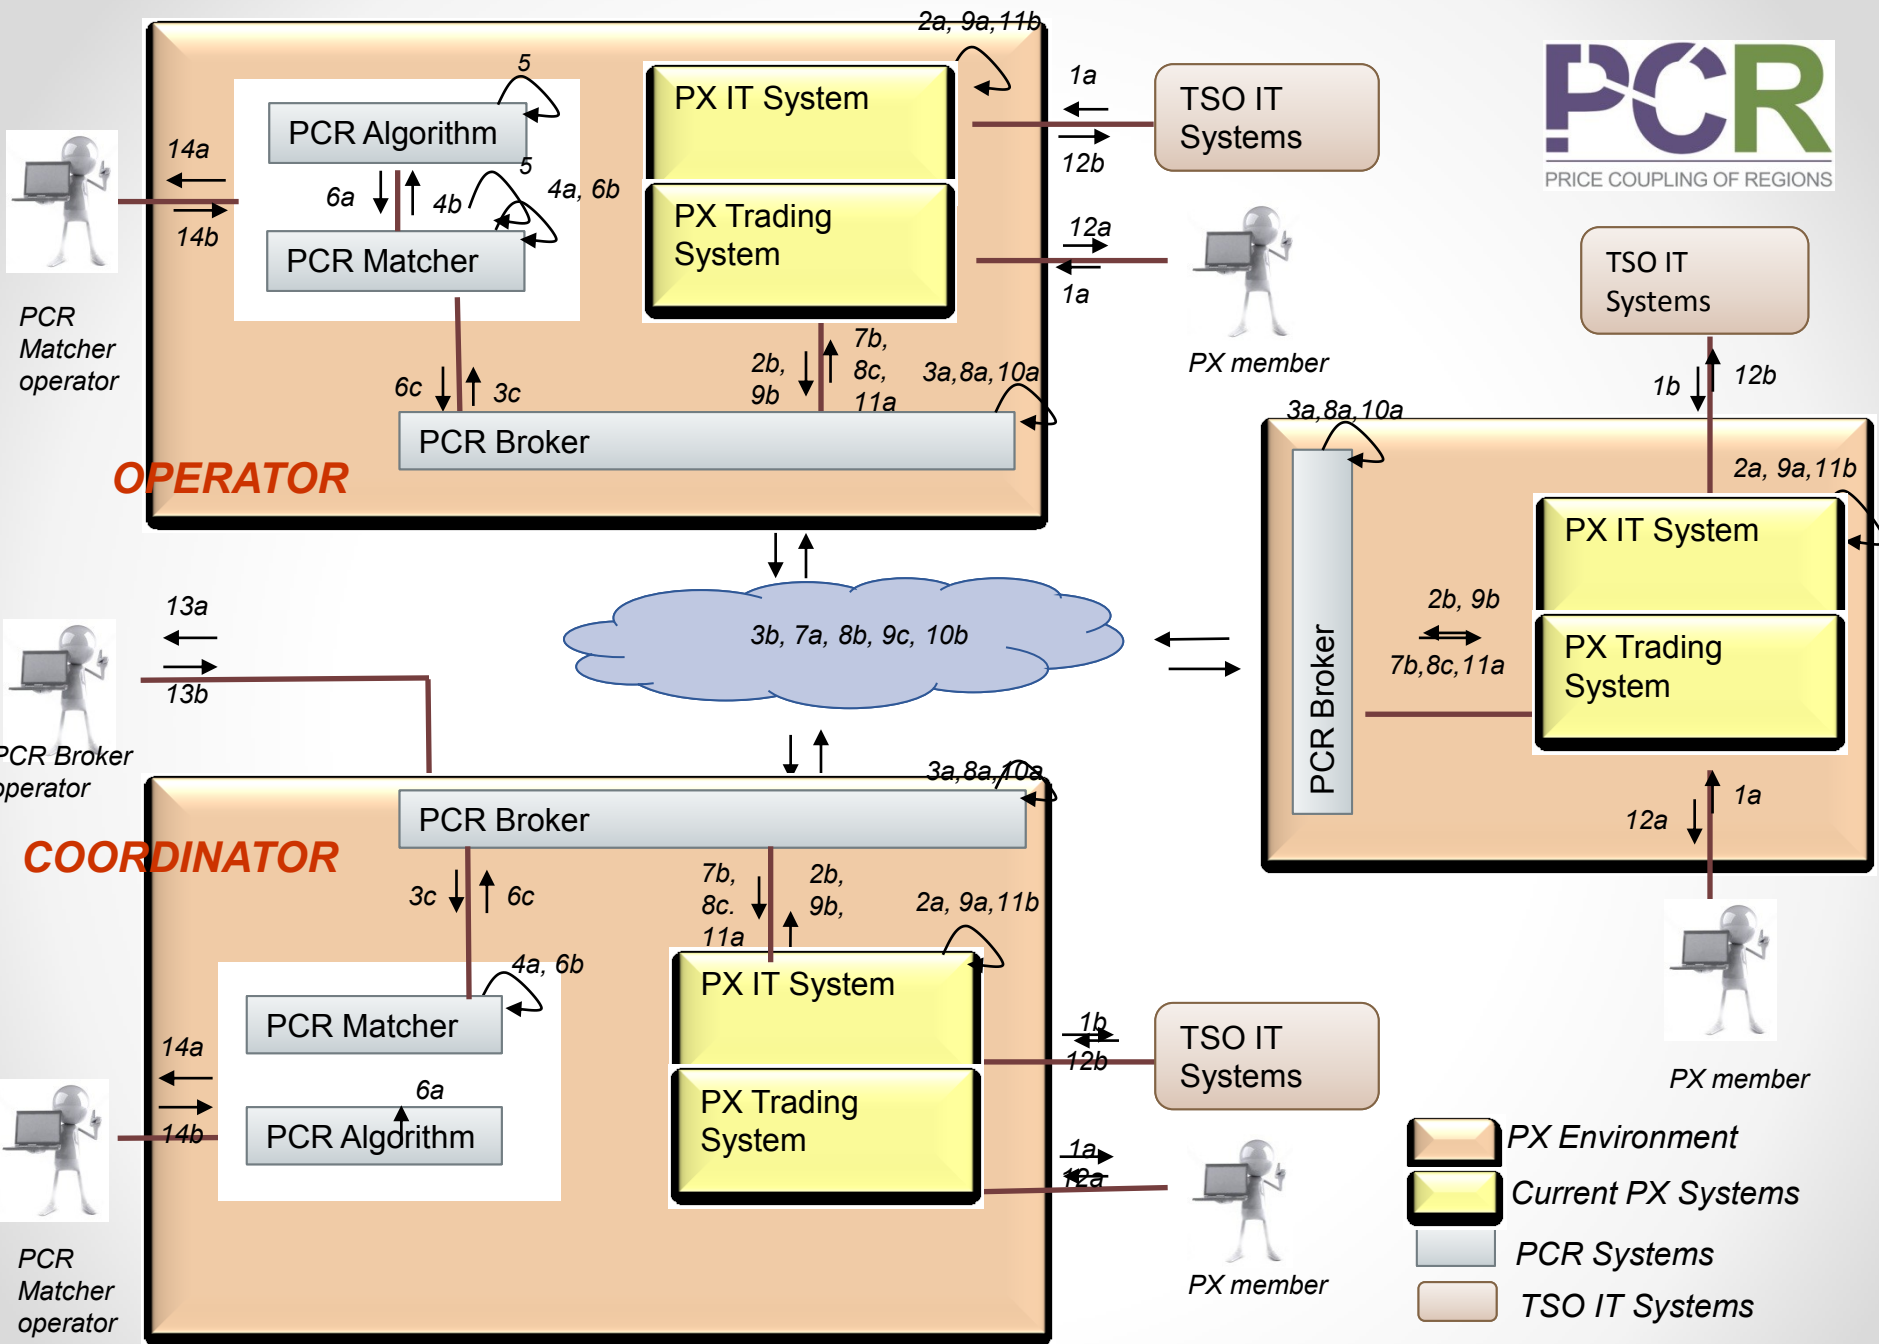 2a, 9a,11b
5
PX IT System
1a
TSO IT
Systems
PCR
PRICE COUPLING OF REGIONS
PCR Algorithm
14a
5
12b
6a
4b
4a, 6b
PX Trading
System
12a
14b
PCR Matcher
1a
TSO IT
Systems
PCR
Matcher
operator
7b,
8c,
11a
2b,
9b
PX member
6c
3c
3a,8a,10a
1b
12b
PCR Broker
3a,8a,10a
OPERATOR
2a, 9a,11b
PX IT System
13a
3b, 7a, 8b, 9c, 10b
2b, 9b
PX Trading
System
7b,8c,11a
13b
PCR Broker
PCR Broker
operator
3a,8a,10a
PCR Broker
1a
12a
COORDINATOR
3c
6c
7b,
8c.
11a
2b,
9b,
2a, 9a,11b
4a, 6b
PX IT System
PCR Matcher
1b
TSO IT
Systems
14a
12b
PX member
6a
PX Trading
System
14b
PCR Algorithm
1a
12a
PX Environment
Current PX Systems
PCR
Matcher
operator
PX member
PCR Systems
TSO IT Systems